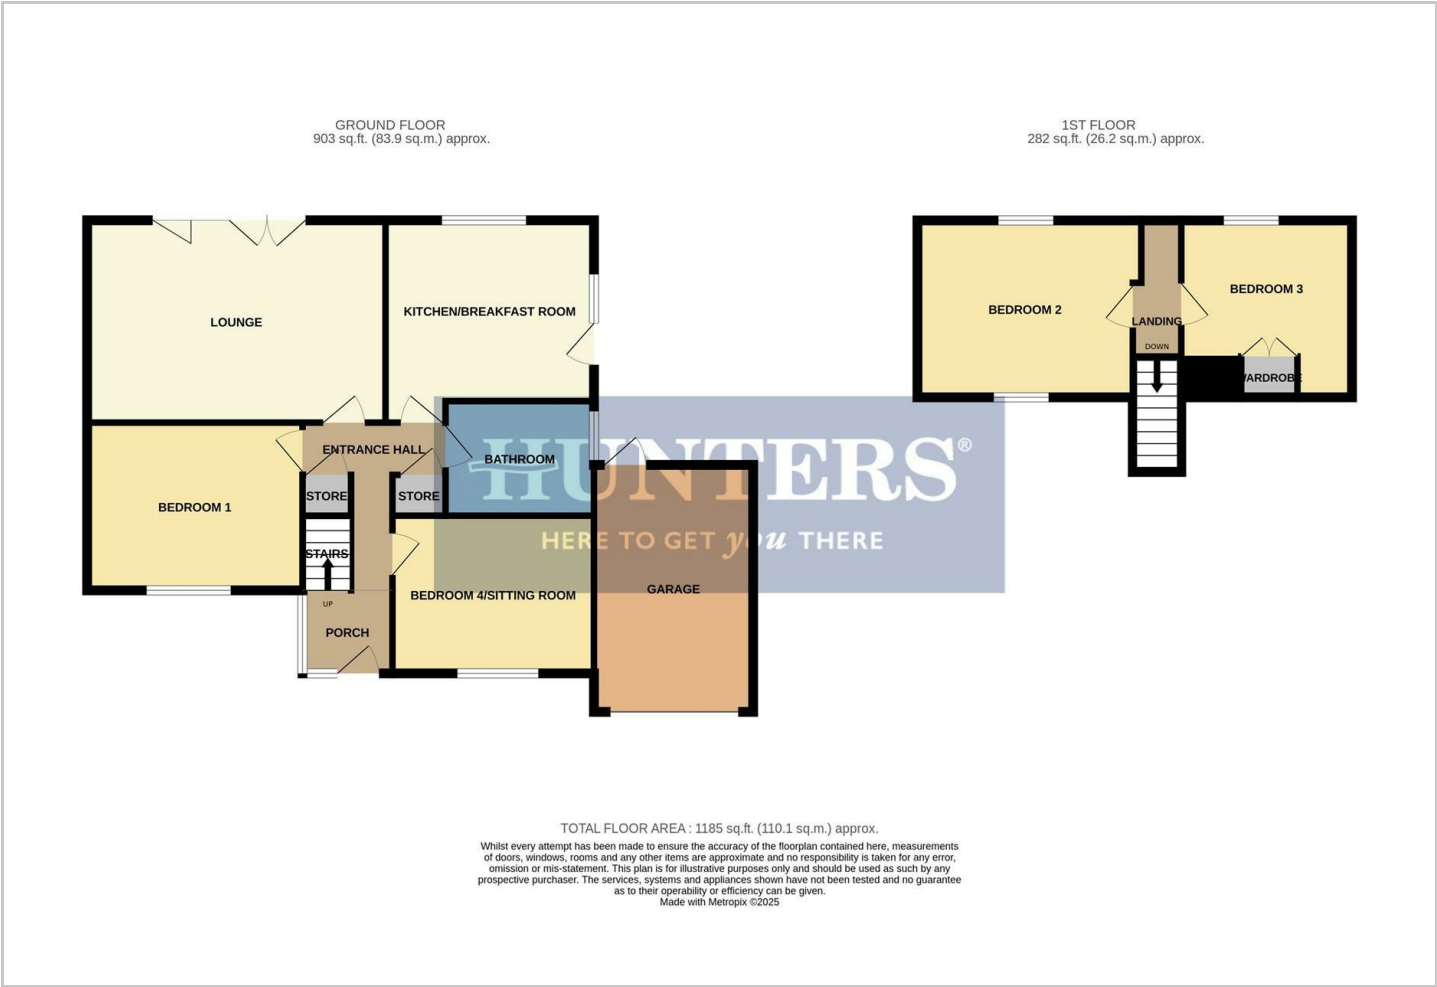 GROUND FLOOR
903 sq.ft. (83.9 sq.m.) approx.
1ST FLOOR
282 sq.ft. (26.2 sq.m.) approx.
LOUNGE
KITCHEN/BREAKFAST ROOM
ENTRANCE HALL
BATHROOM
BEDROOM 1
STORE
STORE
STAIRS
UP
PORCH
BEDROOM 4/SITTING ROOM
GARAGE
BEDROOM 2
LANDING
DOWN
BEDROOM 3
WARDROBE
HUNTERS®
HERE TO GET you THERE
TOTAL FLOOR AREA : 1185 sq.ft. (110.1 sq.m.) approx.
Whilst every attempt has been made to ensure the accuracy of the floorplan contained here, measurements
of doors, windows, rooms and any other items are approximate and no responsibility is taken for any error,
omission or mis-statement. This plan is for illustrative purposes only and should be used as such by any
prospective purchaser. The services, systems and appliances shown have not been tested and no guarantee
as to their operability or efficiency can be given.
Made with Metropix ©2025